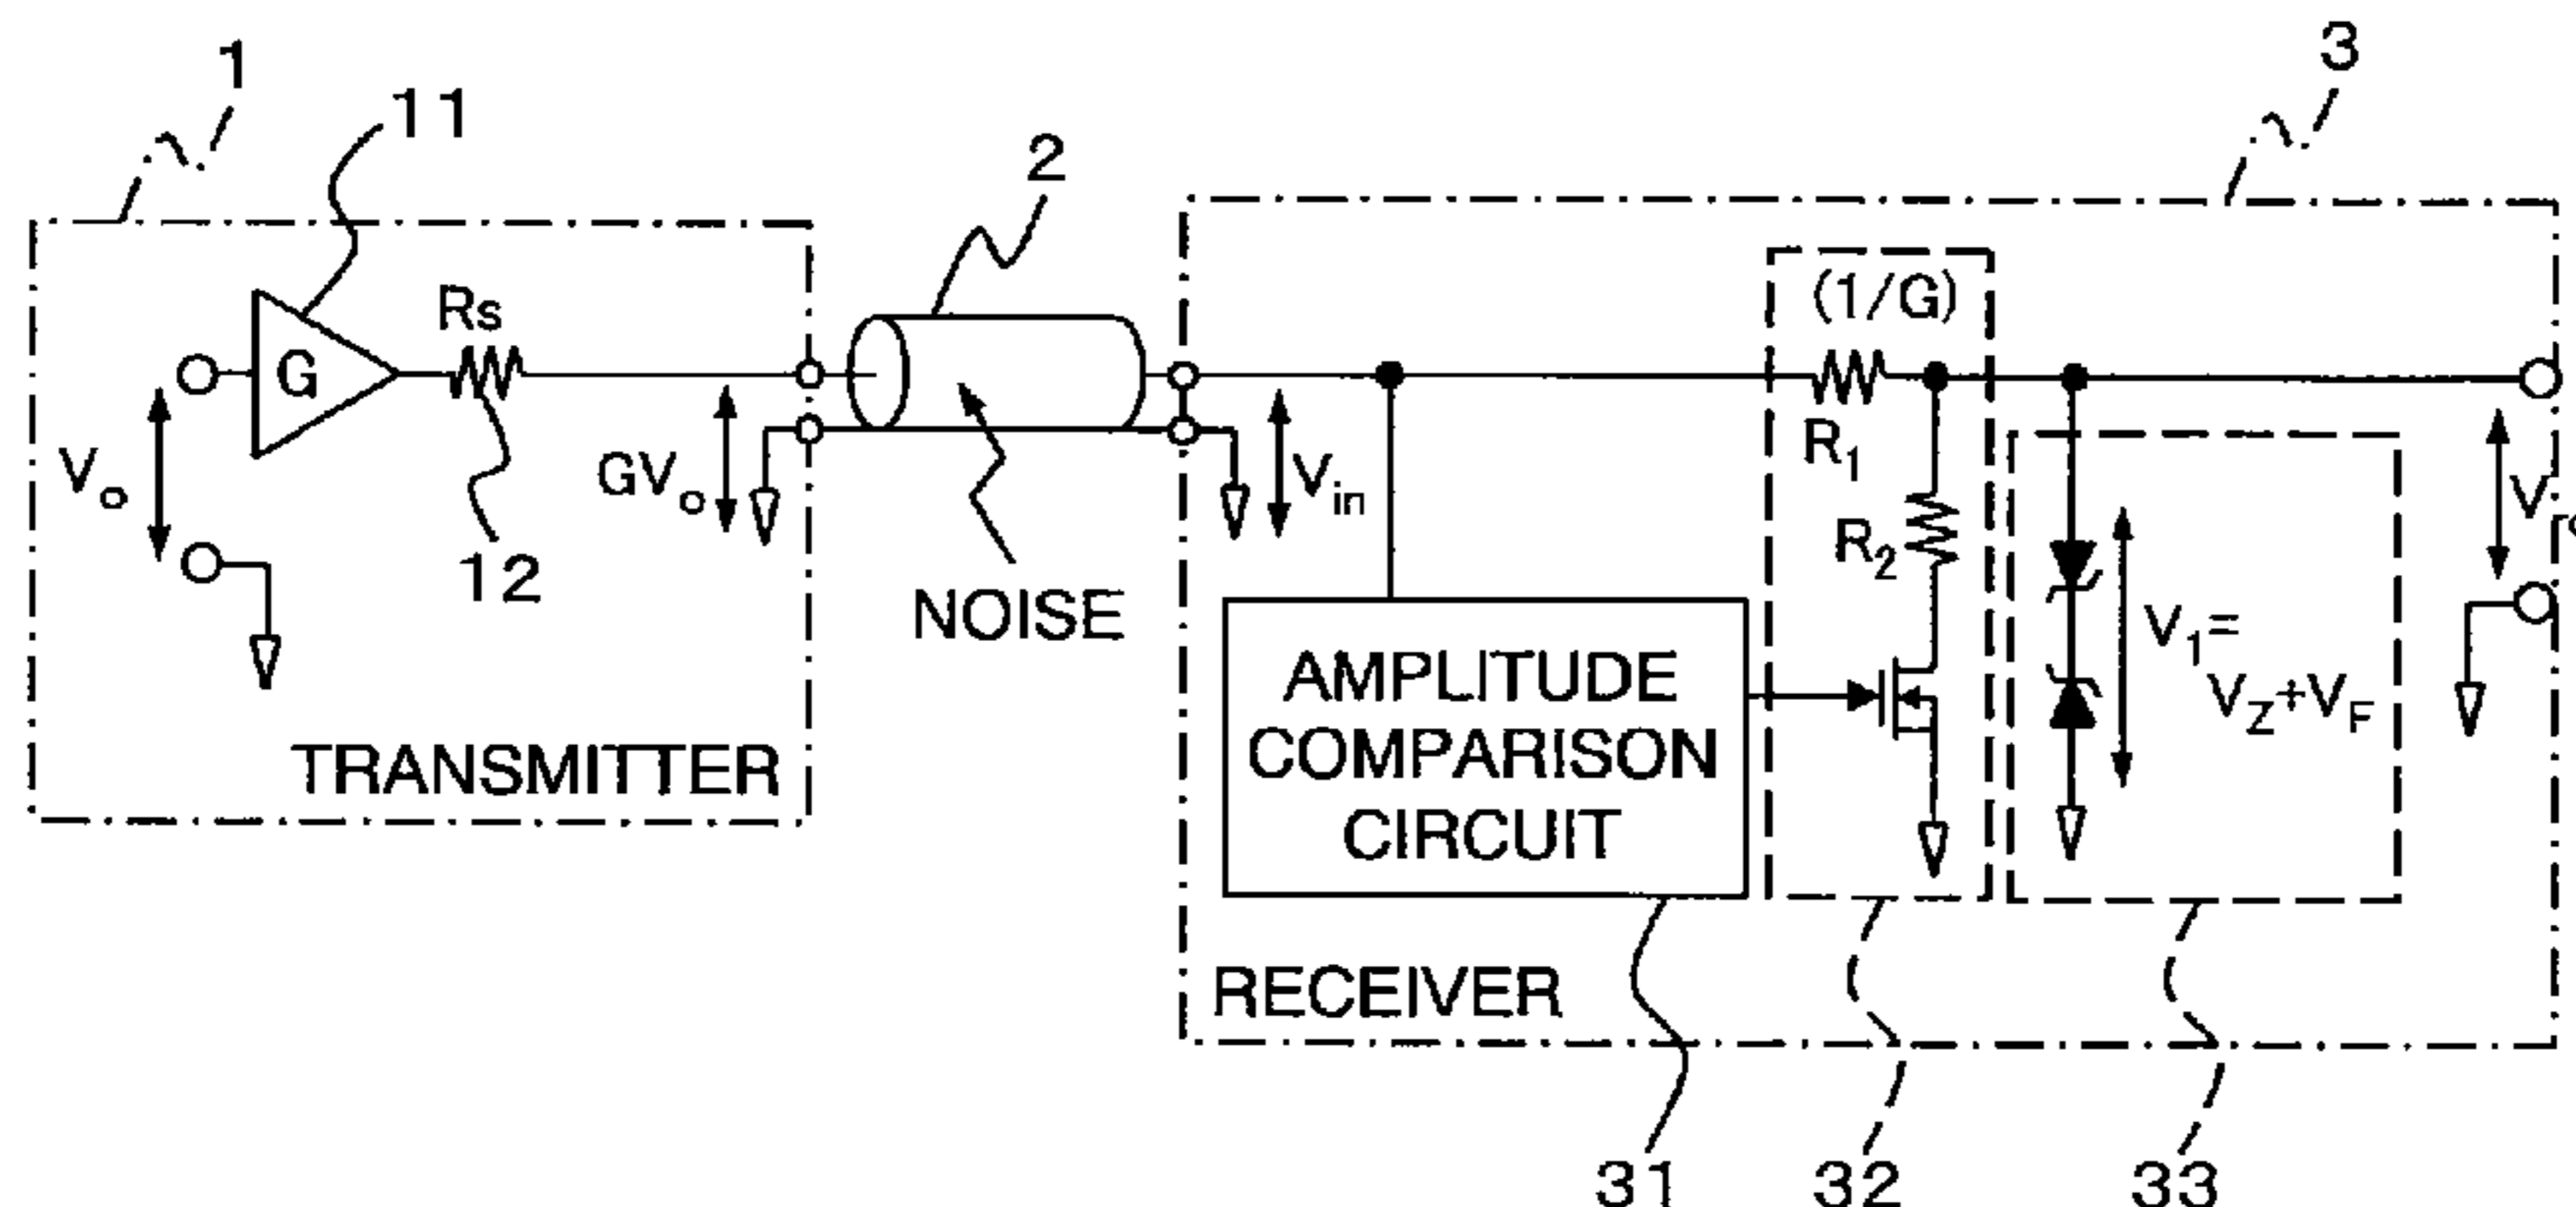 1
11
2
3
Rs
(1/G)
G
R1
Vo
GVo
Vin
R2
12
NOISE
V1=
VZ+VF
AMPLITUDE
COMPARISON
CIRCUIT
TRANSMITTER
RECEIVER
31
32
33